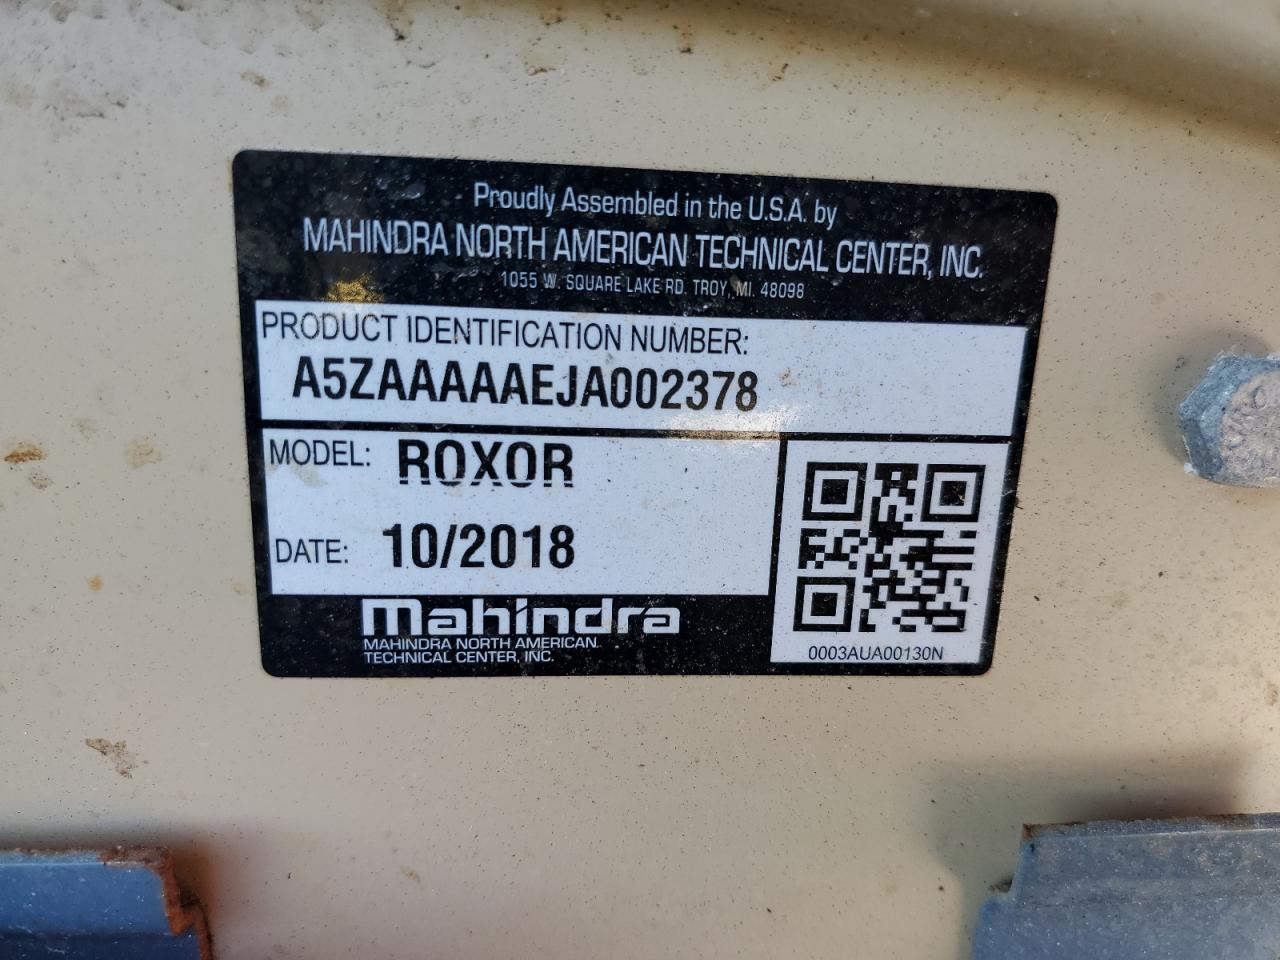 Proudly Assembled in the U.S.A. by
MAHINDRA NORTH AMERICAN TECHNICAL CENTER, INC.
1055 W. SQUARE LAKE RD. TROY, MI. 48098
PRODUCT IDENTIFICATION NUMBER:
A5ZAAAAAAEJA002378
MODEL: ROXOR
DATE: 10/2018
mahindra
MAHINDRA NORTH AMERICAN
TECHNICAL CENTER, INC.
0003AUA00130N